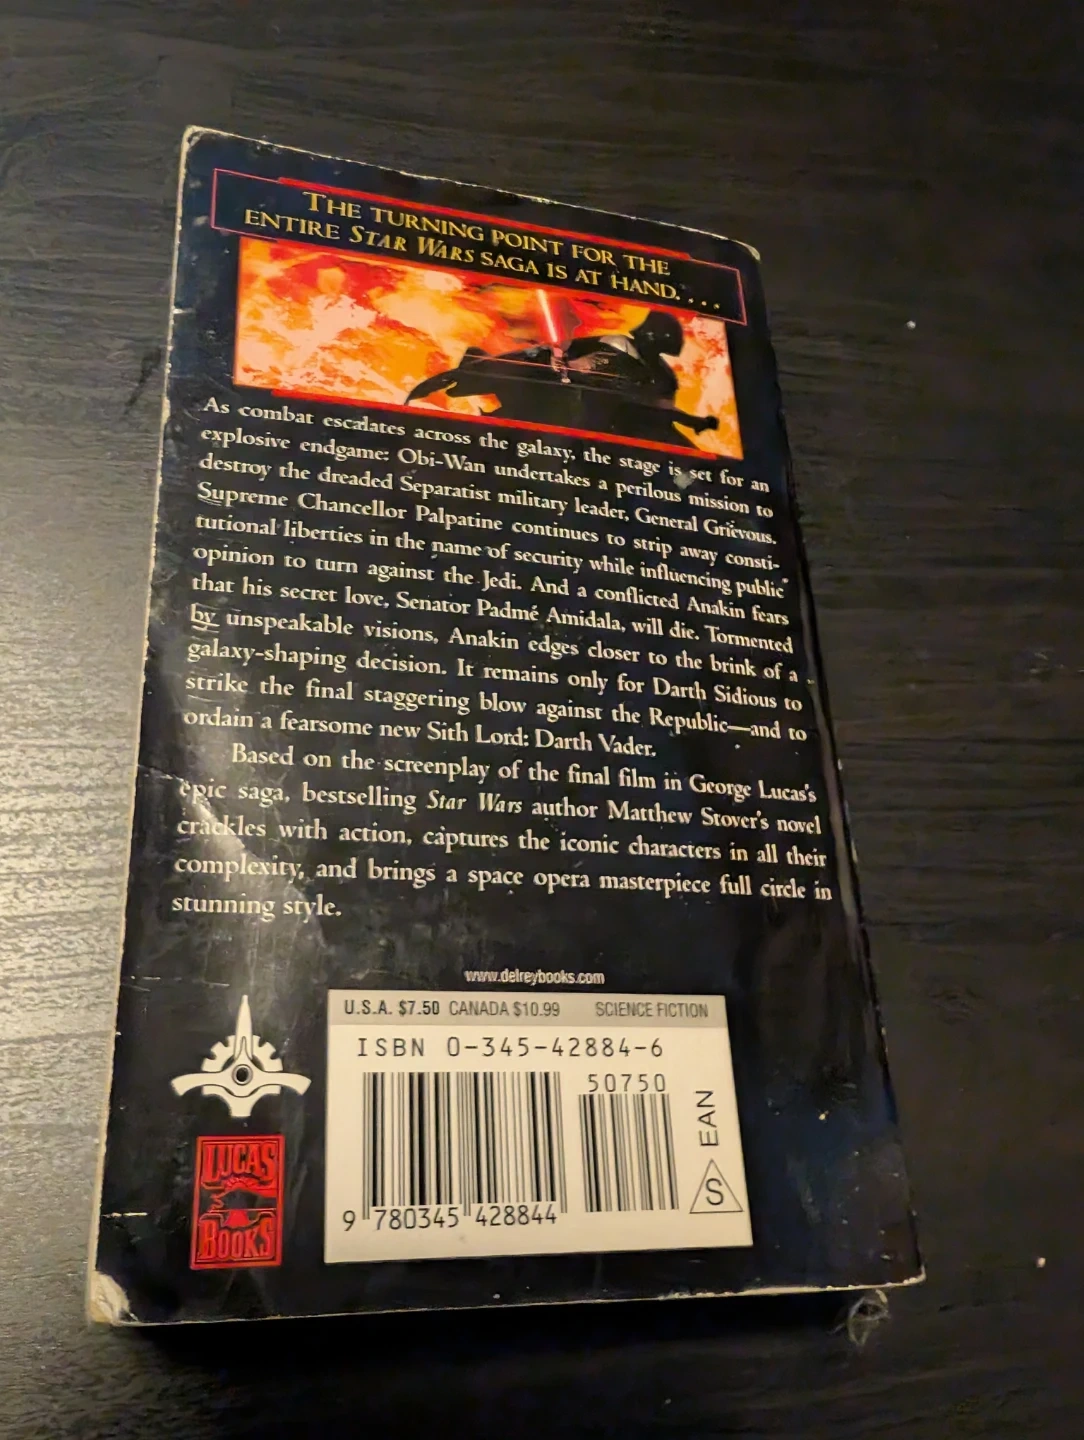 THE TURNING POINT FOR THE
ENTIRE STAR WARS SAGA IS AT HAND. . . .
As combat escalates across the galaxy, the stage is set for an
explosive endgame: Obi-Wan undertakes a perilous mission to
destroy the dreaded Separatist military leader, General Grievous.
Supreme Chancellor Palpatine continues to strip away consti-
tutional liberties in the name of security while influencing public
opinion to turn against the Jedi. And a conflicted Anakin fears
that his secret love, Senator Padmé Amidala, will die. Tormented
by unspeakable visions, Anakin edges closer to the brink of a
galaxy-shaping decision. It remains only for Darth Sidious to
strike the final staggering blow against the Republic—and to
ordain a fearsome new Sith Lord: Darth Vader.
Based on the screenplay of the final film in George Lucas's
epic saga, bestselling Star Wars author Matthew Stover's novel
crackles with action, captures the iconic characters in all their
complexity, and brings a space opera masterpiece full circle in
stunning style.
www.delreybooks.com
U.S.A. $7.50 CANADA $10.99 SCIENCE FICTION
ISBN 0-345-42884-6
50750
EAN
S
9 780345 428844
LUCAS
BOOKS